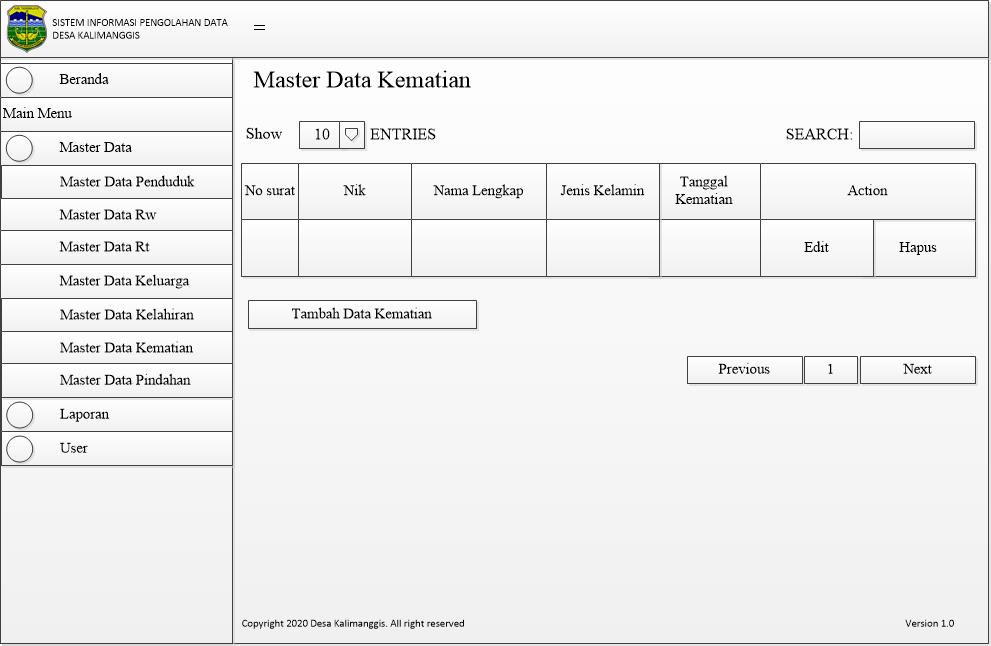 SISTEM INFORMASI PENGOLAHAN DATA
DESA KALIMANGGIS
Beranda
Main Menu
Master Data
Master Data Penduduk
Master Data Rw
Master Data Rt
Master Data Keluarga
Master Data Kelahiran
Master Data Kematian
Master Data Pindahan
Laporan
User
Master Data Kematian
Show 10 ENTRIES SEARCH:
No surat Nik Nama Lengkap Jenis Kelamin Tanggal Kematian Action
Edit Hapus
Tambah Data Kematian
Previous 1 Next
Copyright 2020 Desa Kalimanggis. All right reserved Version 1.0